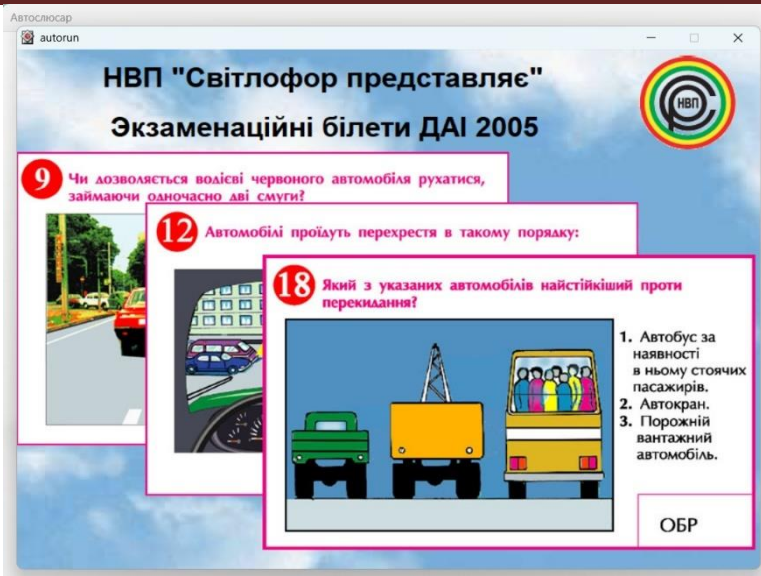 Автослюсар
autorun
НВП "Світлофор представляє"
Экзаменаційні білети ДАІ 2005
НВП
9
Чи дозволяється водієві червоного автомобіля рухатися,
займаючи одночасно дві смуги?
12
Автомобілі проїдуть перехрестя в такому порядку:
18
Який з указаних автомобілів найстійкіший проти
перекидання?
1. Автобус за
наявності
в ньому стоячих
пасажирів.
2. Автокран.
3. Порожній
вантажний
автомобіль.
ОБР